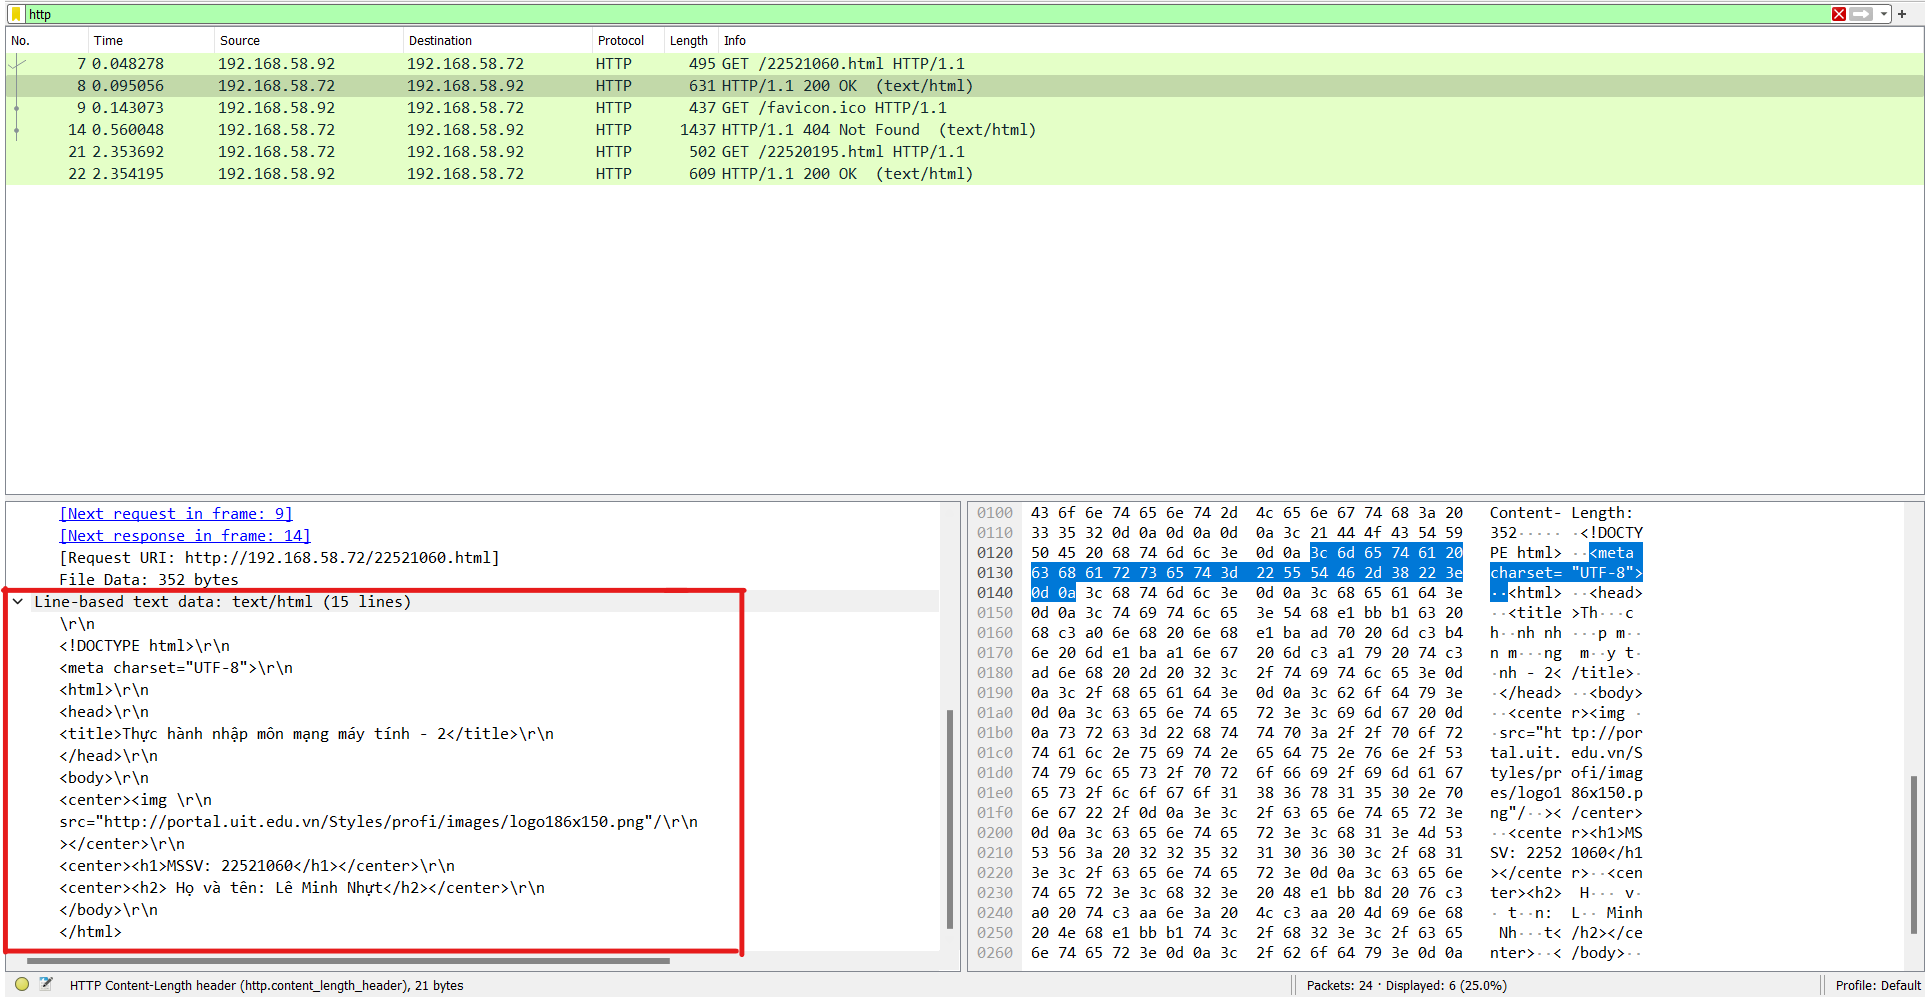 http
No. Time Source Destination Protocol Length Info
7 0.048278 192.168.58.92 192.168.58.72 HTTP 495 GET /22521060.html HTTP/1.1
8 0.095056 192.168.58.72 192.168.58.92 HTTP 631 HTTP/1.1 200 OK  (text/html)
9 0.143073 192.168.58.92 192.168.58.72 HTTP 437 GET /favicon.ico HTTP/1.1
14 0.560048 192.168.58.72 192.168.58.92 HTTP 1437 HTTP/1.1 404 Not Found  (text/html)
21 2.353692 192.168.58.72 192.168.58.92 HTTP 502 GET /22520195.html HTTP/1.1
22 2.354195 192.168.58.92 192.168.58.72 HTTP 609 HTTP/1.1 200 OK  (text/html)
[Next request in frame: 9]
[Next response in frame: 14]
[Request URI: http://192.168.58.72/22521060.html]
File Data: 352 bytes
Line-based text data: text/html (15 lines)
\r\n
<!DOCTYPE html>\r\n
<meta charset="UTF-8">\r\n
<html>\r\n
<head>\r\n
<title>Thực hành nhập môn mạng máy tính - 2</title>\r\n
</head>\r\n
<body>\r\n
<center><img \r\n
src="http://portal.uit.edu.vn/Styles/profi/images/logo186x150.png"/\r\n
></center>\r\n
<center><h1>MSSV: 22521060</h1></center>\r\n
<center><h2> Họ và tên: Lê Minh Nhựt</h2></center>\r\n
</body>\r\n
</html>
0100 43 6f 6e 74 65 6e 74 2d 4c 65 6e 67 74 68 3a 20 Content- Length:
0110 33 35 32 0d 0a 0d 0a 0d 0a 3c 21 44 4f 43 54 59 352····· ·<!DOCTY
0120 50 45 20 68 74 6d 6c 3e 0d 0a 3c 6d 65 74 61 20 PE html> ··<meta
0130 63 68 61 72 73 65 74 3d 22 55 54 46 2d 38 22 3e charset= "UTF-8">
0140 0d 0a 3c 68 74 6d 6c 3e 0d 0a 3c 68 65 61 64 3e ··<html> ··<head>
0150 0d 0a 3c 74 69 74 6c 65 3e 54 68 e1 bb b1 63 20 ··<title >Th···c
0160 68 c3 a0 6e 68 20 6e 68 e1 ba ad 70 20 6d c3 b4 h··nh nh ···p m··
0170 6e 20 6d e1 ba a1 6e 67 20 6d c3 a1 79 20 74 c3 n m···ng m··y t·
0180 ad 6e 68 20 2d 20 32 3c 2f 74 69 74 6c 65 3e 0d ·nh - 2< /title>·
0190 0a 3c 2f 68 65 61 64 3e 0d 0a 3c 62 6f 64 79 3e ·</head> ··<body>
01a0 0d 0a 3c 63 65 6e 74 65 72 3e 3c 69 6d 67 20 0d ··<cente r><img ·
01b0 0a 73 72 63 3d 22 68 74 74 70 3a 2f 2f 70 6f 72 ·src="ht tp://por
01c0 74 61 6c 2e 75 69 74 2e 65 64 75 2e 76 6e 2f 53 tal.uit. edu.vn/S
01d0 74 79 6c 65 73 2f 70 72 6f 66 69 2f 69 6d 61 67 tyles/pr ofi/imag
01e0 65 73 2f 6c 6f 67 6f 31 38 36 78 31 35 30 2e 70 es/logo1 86x150.p
01f0 6e 67 22 2f 0d 0a 3e 3c 2f 63 65 6e 74 65 72 3e ng"/··>< /center>
0200 0d 0a 3c 63 65 6e 74 65 72 3e 3c 68 31 3e 4d 53 ··<cente r><h1>MS
0210 53 56 3a 20 32 32 35 32 31 30 36 30 3c 2f 68 31 SV: 2252 1060</h1
0220 3e 3c 2f 63 65 6e 74 65 72 3e 0d 0a 3c 63 65 6e ></cente r>··<cen
0230 74 65 72 3e 3c 68 32 3e 20 48 e1 bb 8d 20 76 c3 ter><h2>  H··· v·
0240 a0 20 74 c3 aa 6e 3a 20 4c c3 aa 20 4d 69 6e 68 · t··n: L·· Minh
0250 20 4e 68 e1 bb b1 74 3c 2f 68 32 3e 3c 2f 63 65 Nh···t< /h2></ce
0260 6e 74 65 72 3e 0d 0a 3c 2f 62 6f 64 79 3e 0d 0a nter>··< /body>··
HTTP Content-Length header (http.content_length_header), 21 bytes
Packets: 24 · Displayed: 6 (25.0%)
Profile: Default